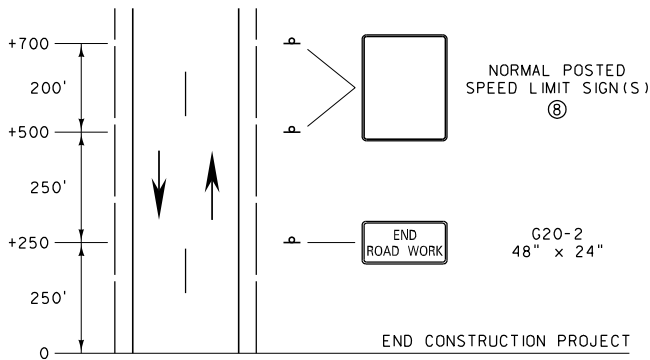 +700
200'
+500
250'
+250
250'
0
NORMAL POSTED
SPEED LIMIT SIGN(S)
8
END
ROAD WORK
G20-2
48" x 24"
END CONSTRUCTION PROJECT